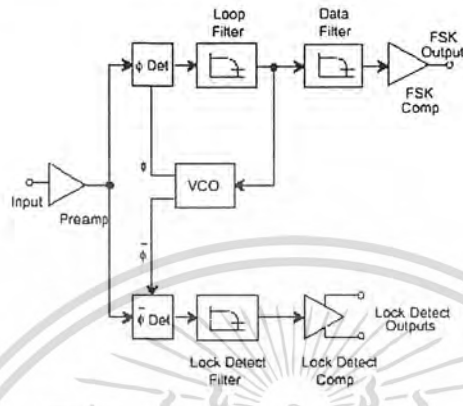 Loop
Filter
Data
Filter
FSK
Output
FSK
Comp
ϕ Det
VCO
ϕ
ϕ̅
Input
Preamp
ϕ̅ Det
Lock Detect
Filter
Lock Detect
Comp
Lock Detect
Outputs